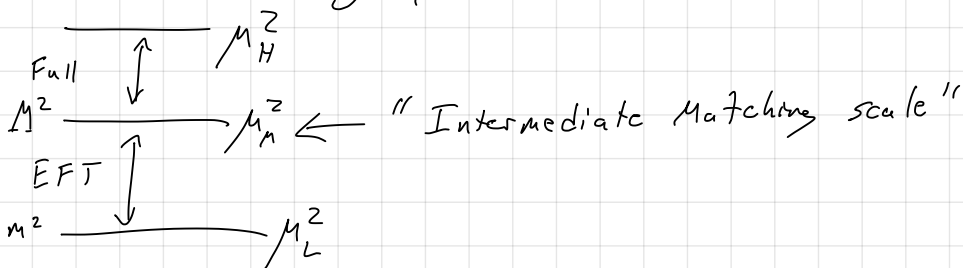 μ_H^2
Full
M^2 μ_M^2 ← "Intermediate Matching scale"
EFT
m^2 μ_L^2